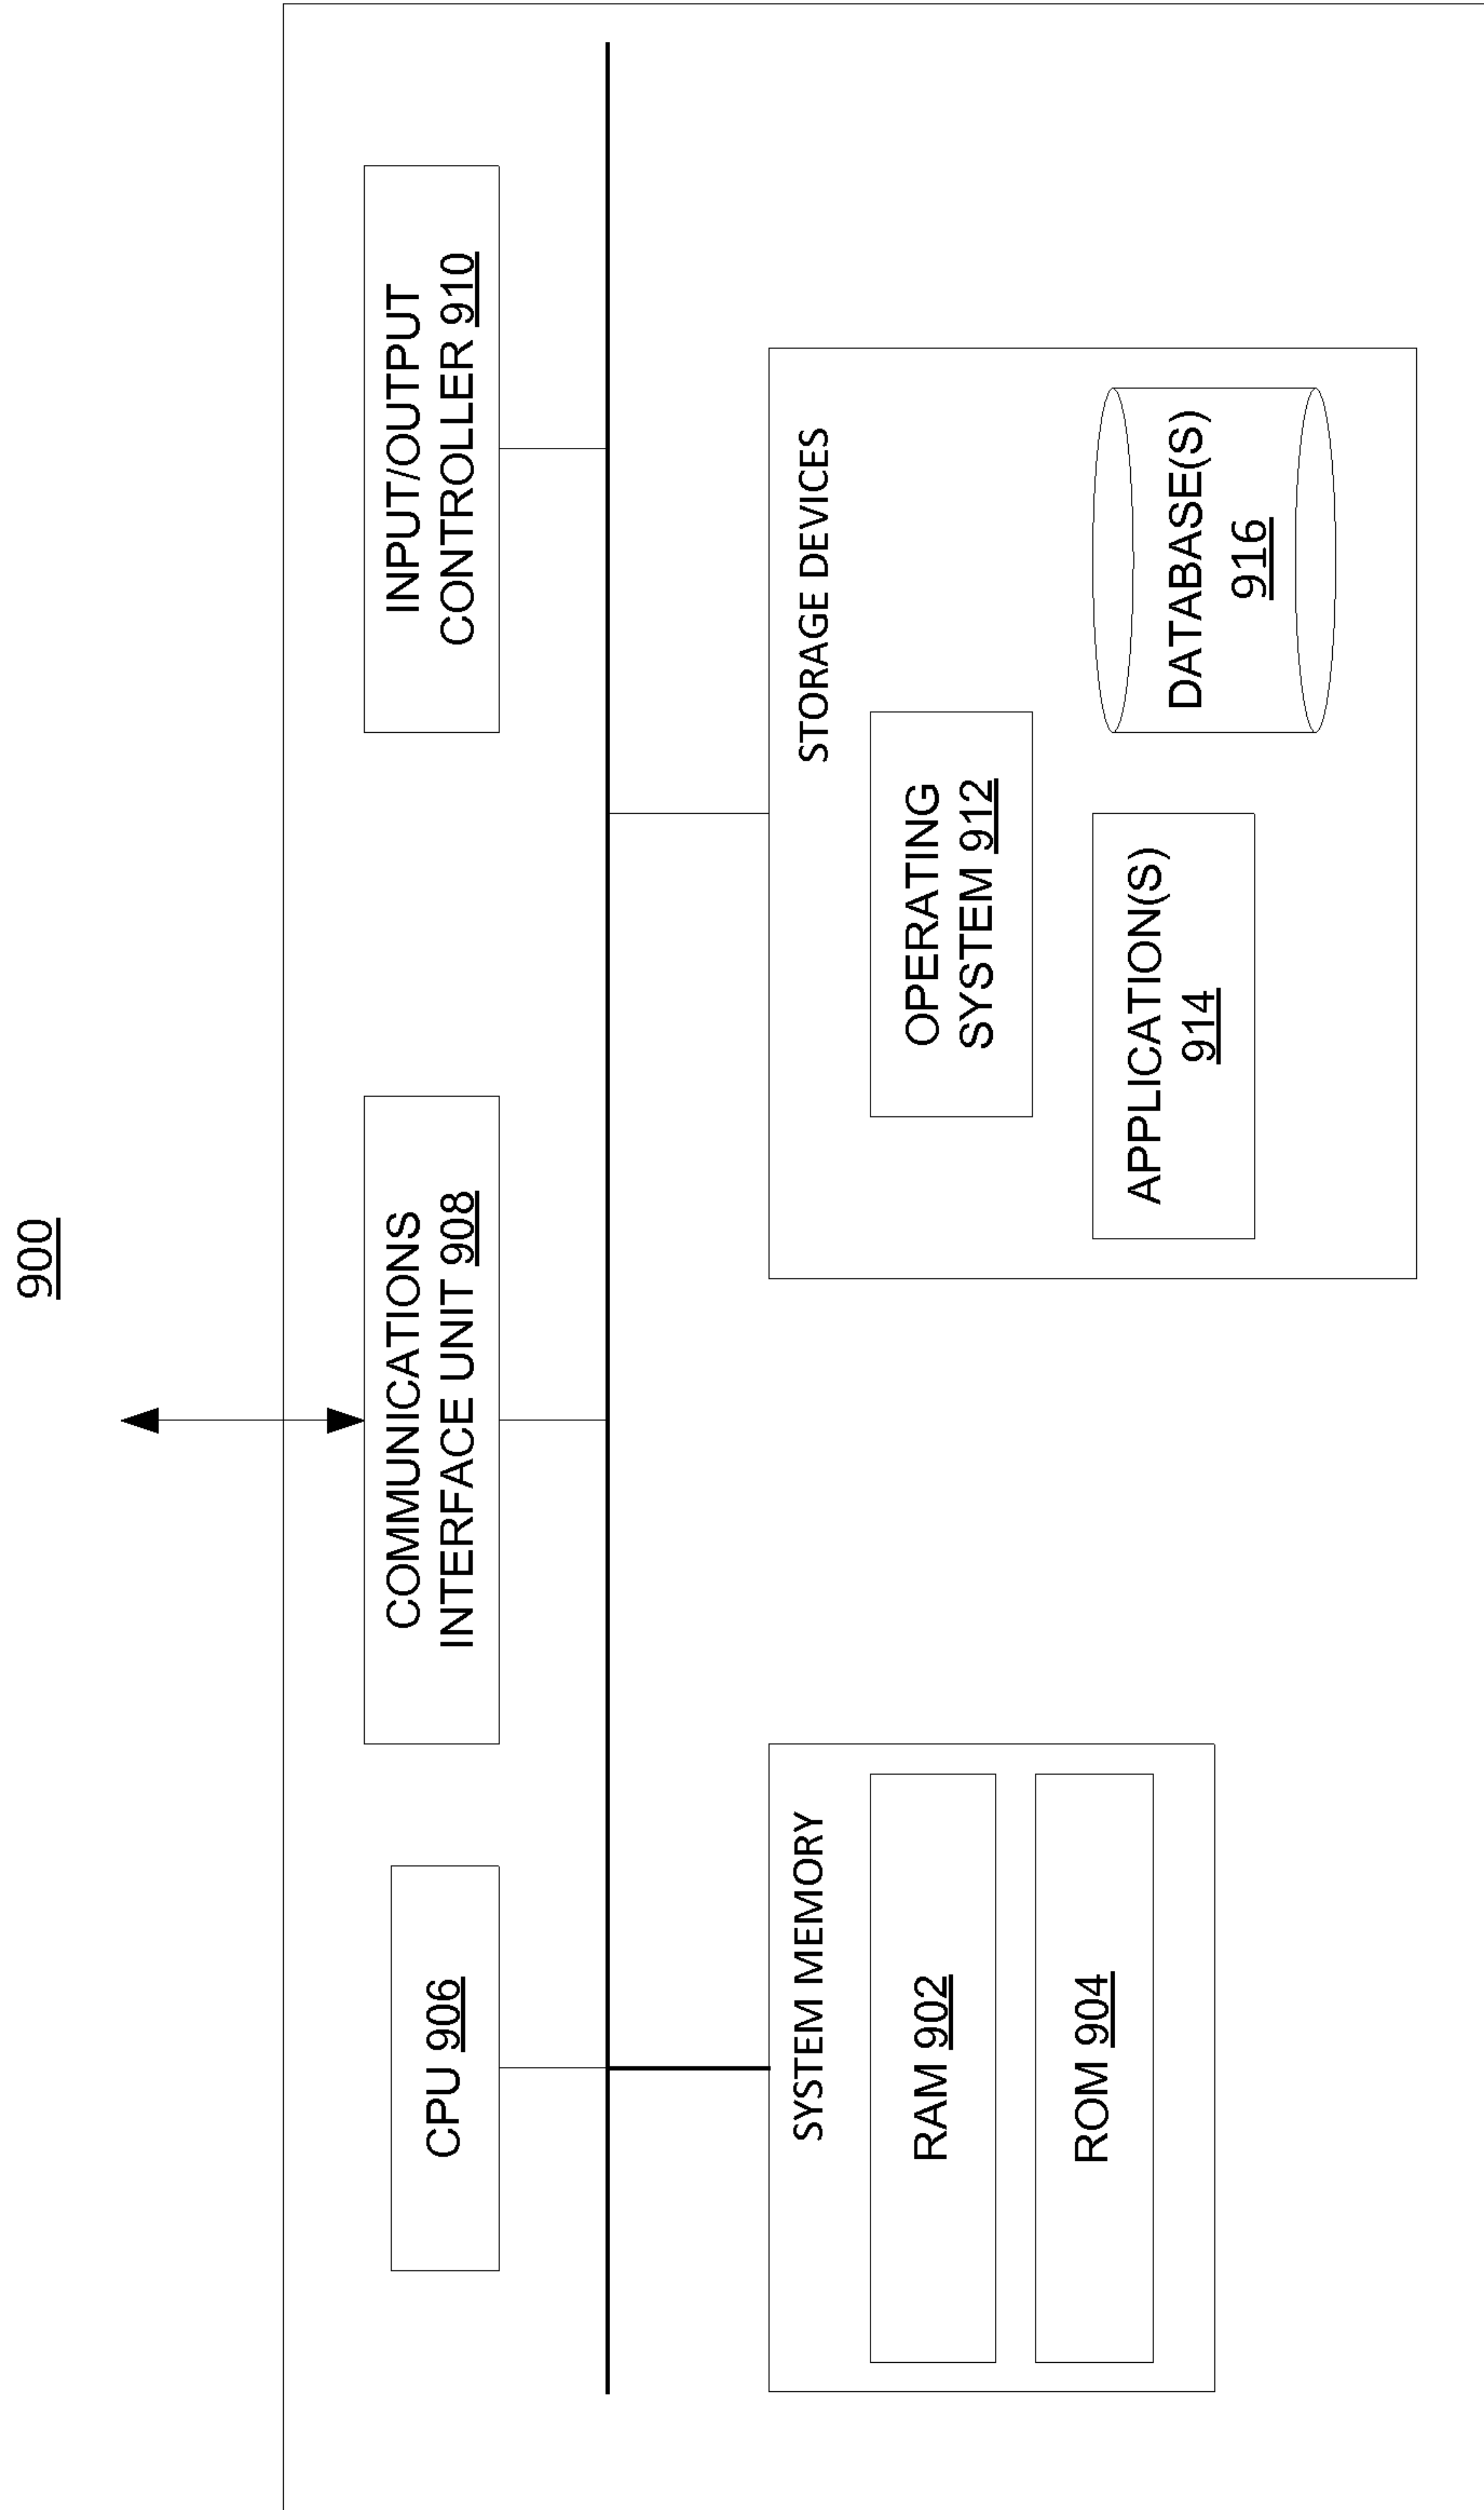 900
CPU 906
COMMUNICATIONS
INTERFACE UNIT 908
INPUT/OUTPUT
CONTROLLER 910
SYSTEM MEMORY
RAM 902
ROM 904
STORAGE DEVICES
OPERATING
SYSTEM 912
APPLICATION(S)
914
DATABASE(S)
916